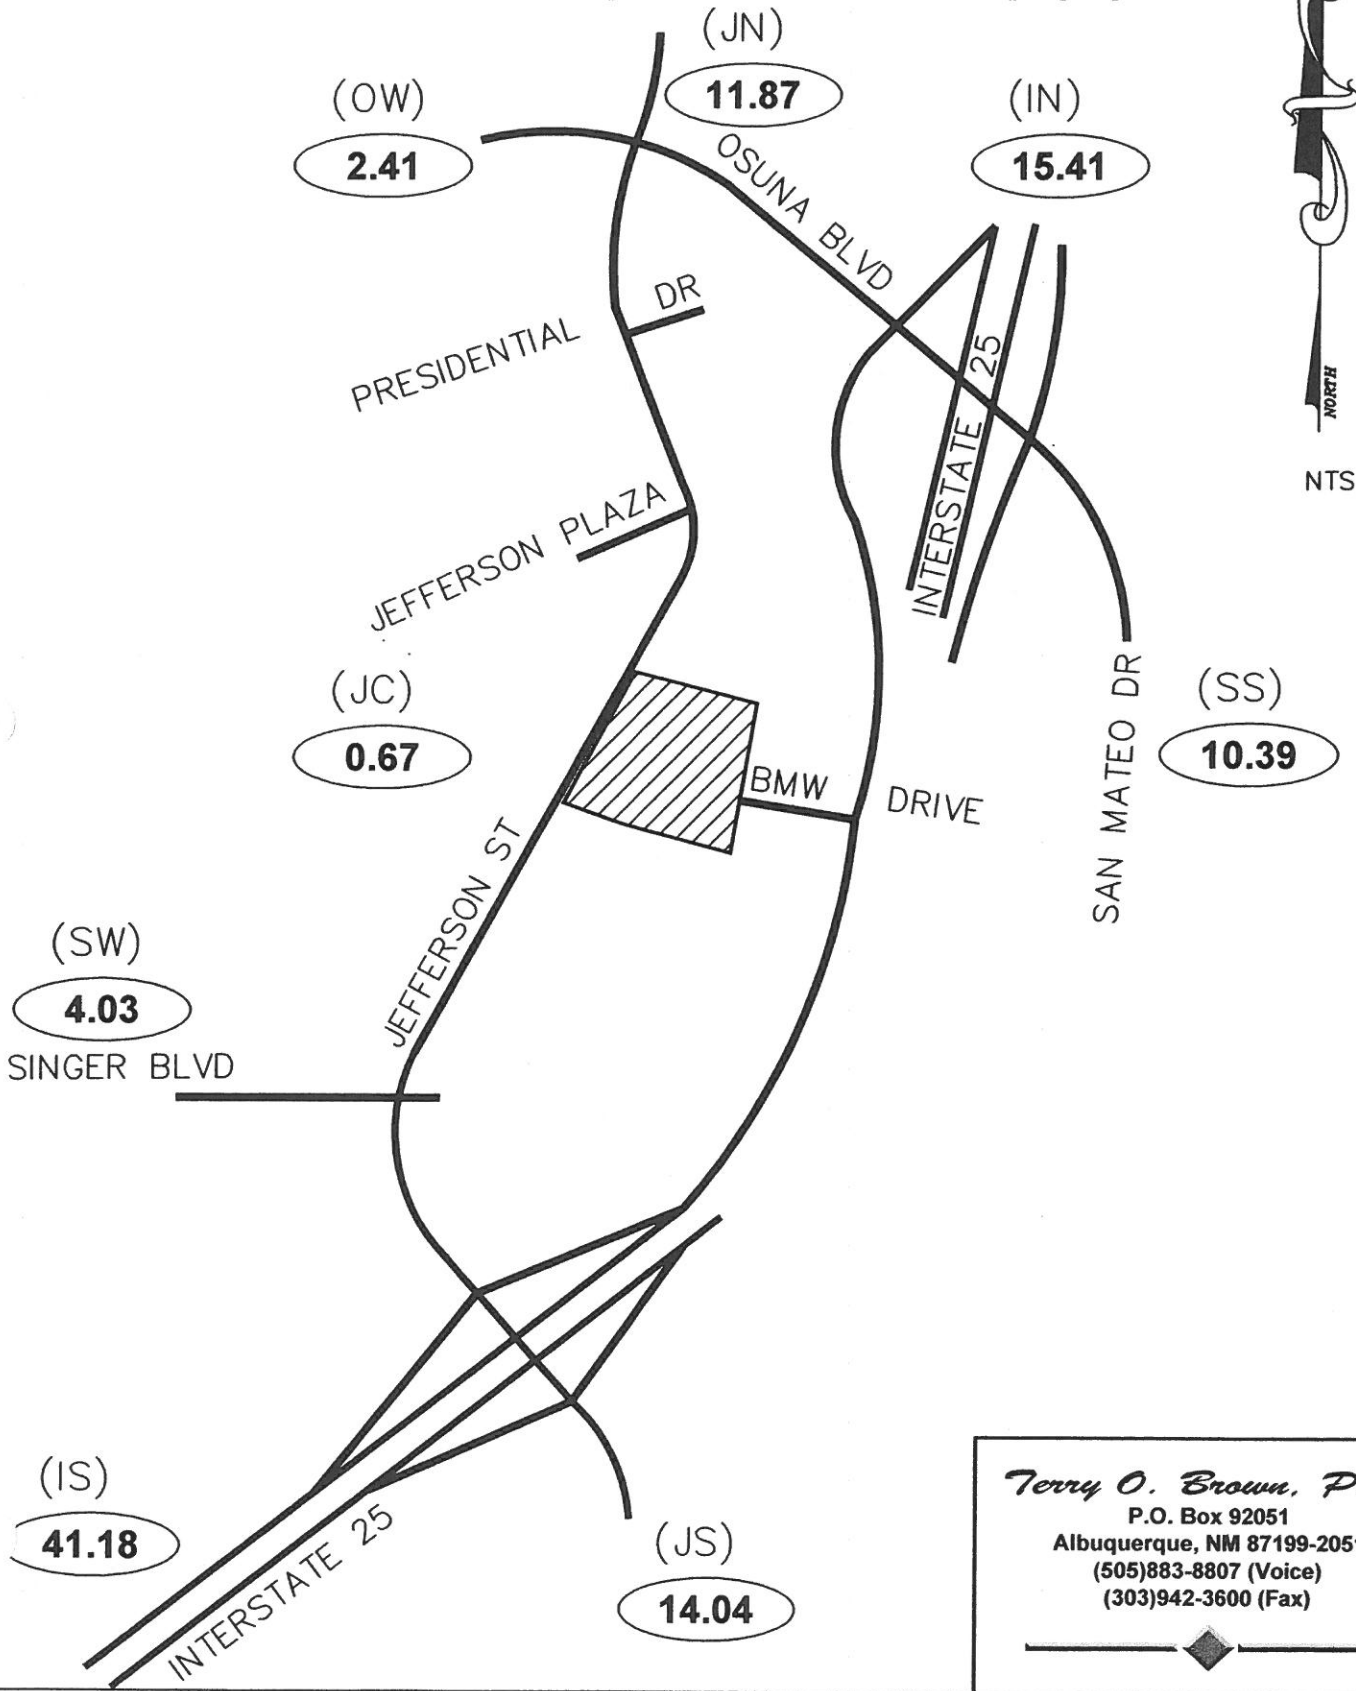 (JN)
11.87
(OW)
2.41
(IN)
15.41
OSUNA BLVD
PRESIDENTIAL DR
INTERSTATE 25
NORTH
NTS
JEFFERSON PLAZA
(JC)
0.67
(SS)
10.39
BMW DRIVE
SAN MATEO DR
JEFFERSON ST
(SW)
4.03
SINGER BLVD
(IS)
41.18
INTERSTATE 25
(JS)
14.04
Terry O. Brown, P
P.O. Box 92051
Albuquerque, NM 87199-205
(505)883-8807 (Voice)
(303)942-3600 (Fax)